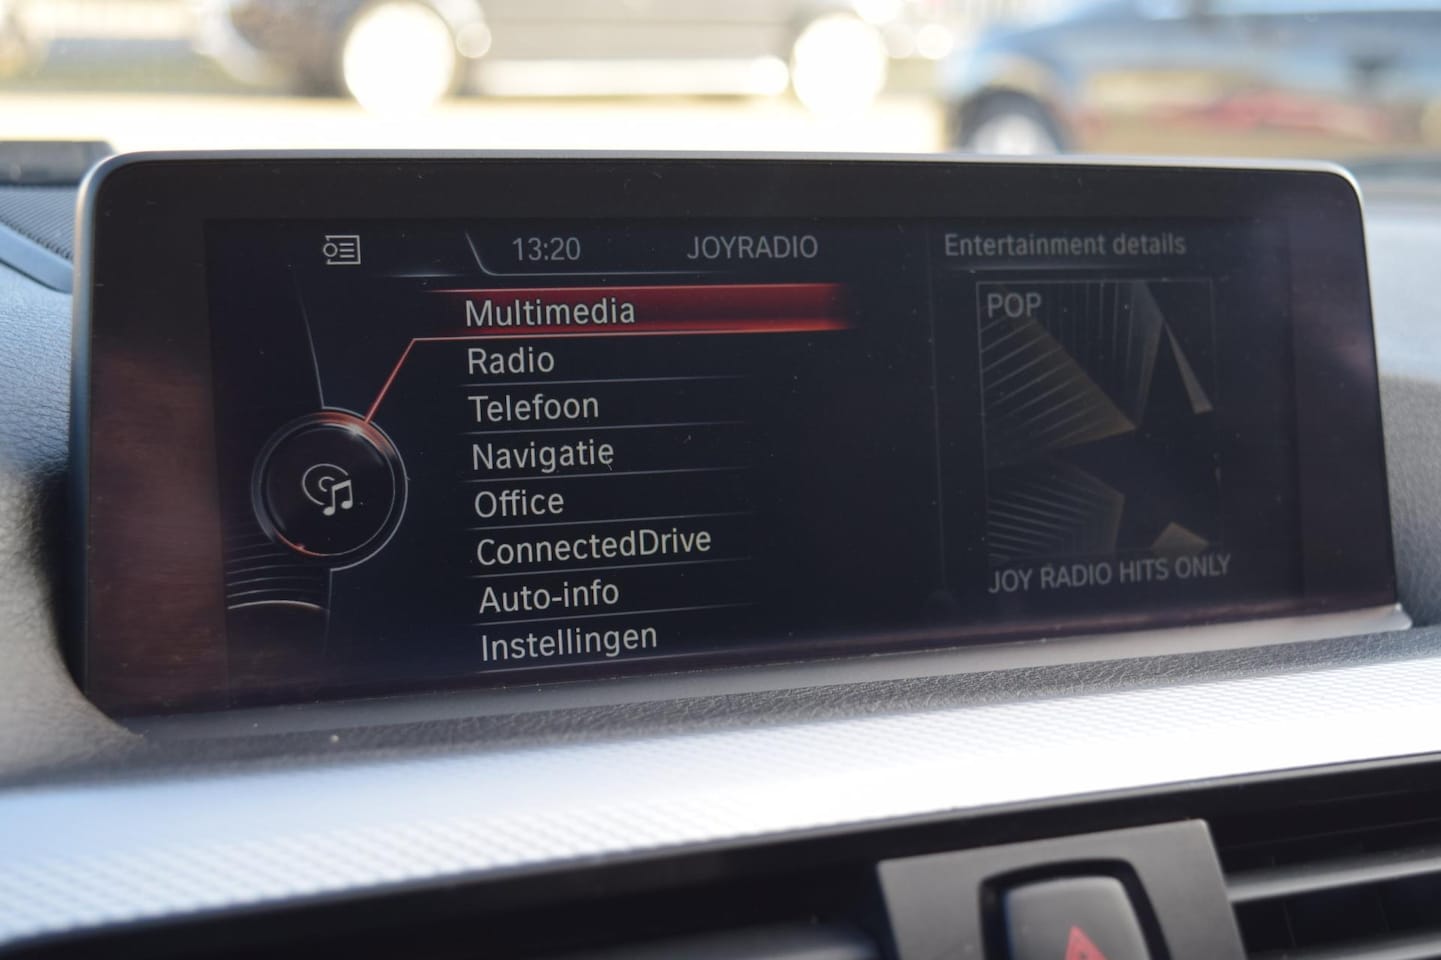 13:20 JOYRADIO
Entertainment details
Multimedia
Radio
Telefoon
Navigatie
Office
ConnectedDrive
Auto-info
Instellingen
POP
JOY RADIO HITS ONLY